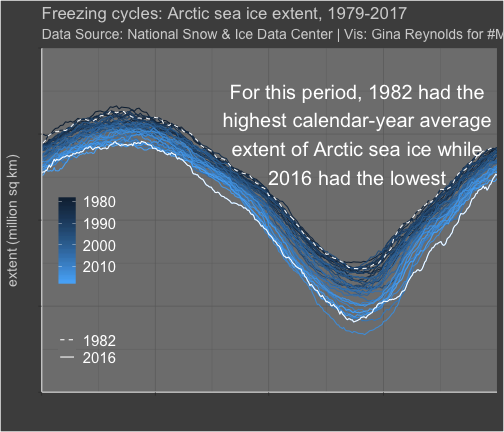 Freezing cycles: Arctic sea ice extent, 1979-2017
Data Source: National Snow & Ice Data Center | Vis: Gina Reynolds for #M
For this period, 1982 had the
highest calendar-year average
extent of Arctic sea ice while
2016 had the lowest
extent (million sq km)
1980
1990
2000
2010
1982
2016